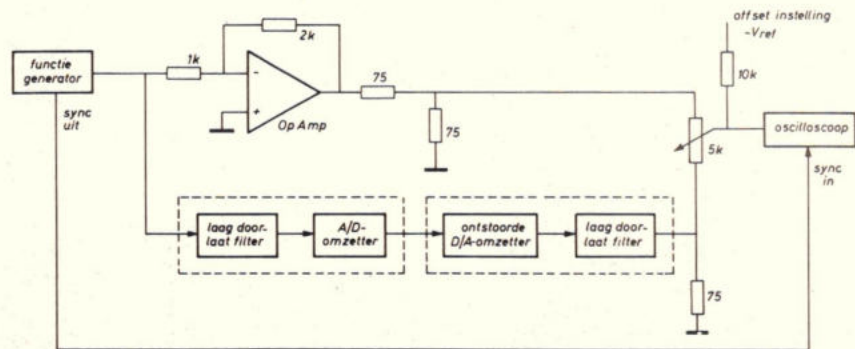 offset instelling
-Vref
2k
1k
functie
generator
10k
75
-
+
Op Amp
sync
uit
75
5k
oscilloscoop
sync
in
laag door-
laat filter
A/D-
omzetter
ontstoorde
D/A-omzetter
laag door-
laat filter
75